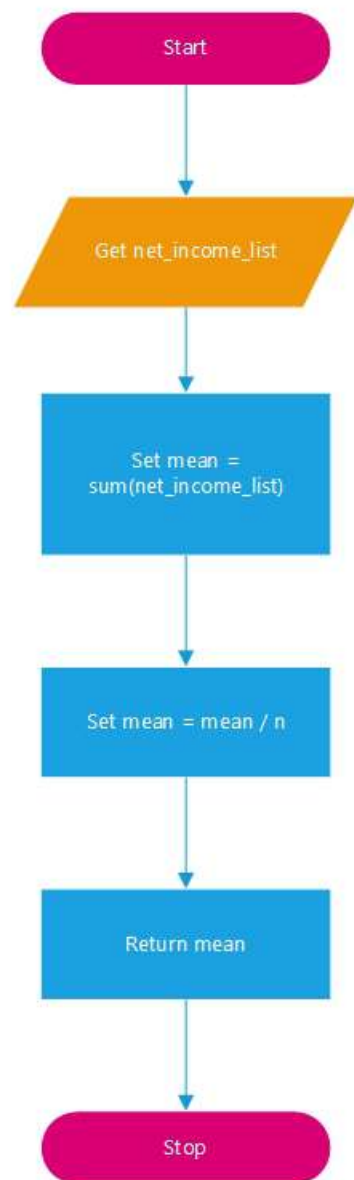 Start
Get net_income_list
Set mean =
sum(net_income_list)
Set mean = mean / n
Return mean
Stop